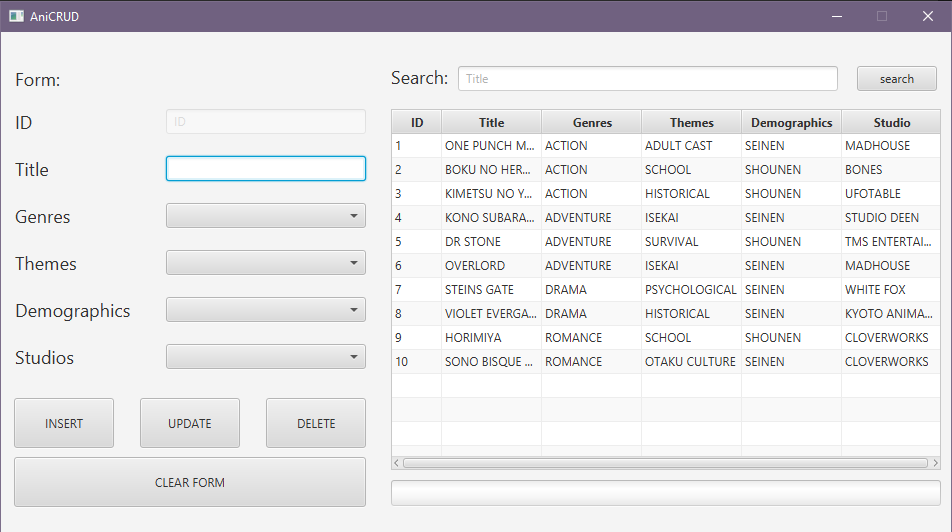 AniCRUD
Form:
ID
ID
Title
Genres
Themes
Demographics
Studios
INSERT UPDATE DELETE
CLEAR FORM
Search: Title search
ID Title Genres Themes Demographics Studio
1 ONE PUNCH M... ACTION ADULT CAST SEINEN MADHOUSE
2 BOKU NO HER... ACTION SCHOOL SHOUNEN BONES
3 KIMETSU NO Y... ACTION HISTORICAL SHOUNEN UFOTABLE
4 KONO SUBARA... ADVENTURE ISEKAI SEINEN STUDIO DEEN
5 DR STONE ADVENTURE SURVIVAL SHOUNEN TMS ENTERTAI...
6 OVERLORD ADVENTURE ISEKAI SEINEN MADHOUSE
7 STEINS GATE DRAMA PSYCHOLOGICAL SEINEN WHITE FOX
8 VIOLET EVERGA... DRAMA HISTORICAL SEINEN KYOTO ANIMA...
9 HORIMIYA ROMANCE SCHOOL SHOUNEN CLOVERWORKS
10 SONO BISQUE ... ROMANCE OTAKU CULTURE SEINEN CLOVERWORKS